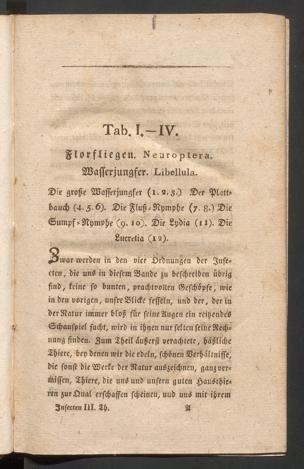 Tab. I.—IV.
Florfliegen. Neuroptera.
Wasserjungfer. Libellula.
Die große Wasserjungfer (1. 2. 3.) Der Platt-
bauch (4. 5. 6). Die Fluß-Nymphe (7. 8.) Die
Sumpf-Nymphe (9. 10). Die Lydia (11). Die
Lucretia (12).
Zwar werden in den vier Ordnungen der Inse-
cten, die uns in diesem Bande zu beschreiben übrig
sind, keine so bunten, prachtvollen Geschöpfe, wie
in den vorigen, unsre Blicke fesseln, und der, der in
der Natur immer bloß für seine Augen ein reitzendes
Schauspiel sucht, wird in ihnen nur selten seine Rech-
nung finden. Zum Theil äußerst verachtete, häßliche
Thiere, bey denen wir die edeln, schönen Verhältnisse,
die sonst die Werke der Natur auszeichnen, ganz ver-
missen, Thiere, die uns und unsern guten Hausthie-
ren zur Qual erschaffen scheinen, und uns mit ihrem
Insecten III. Th. A